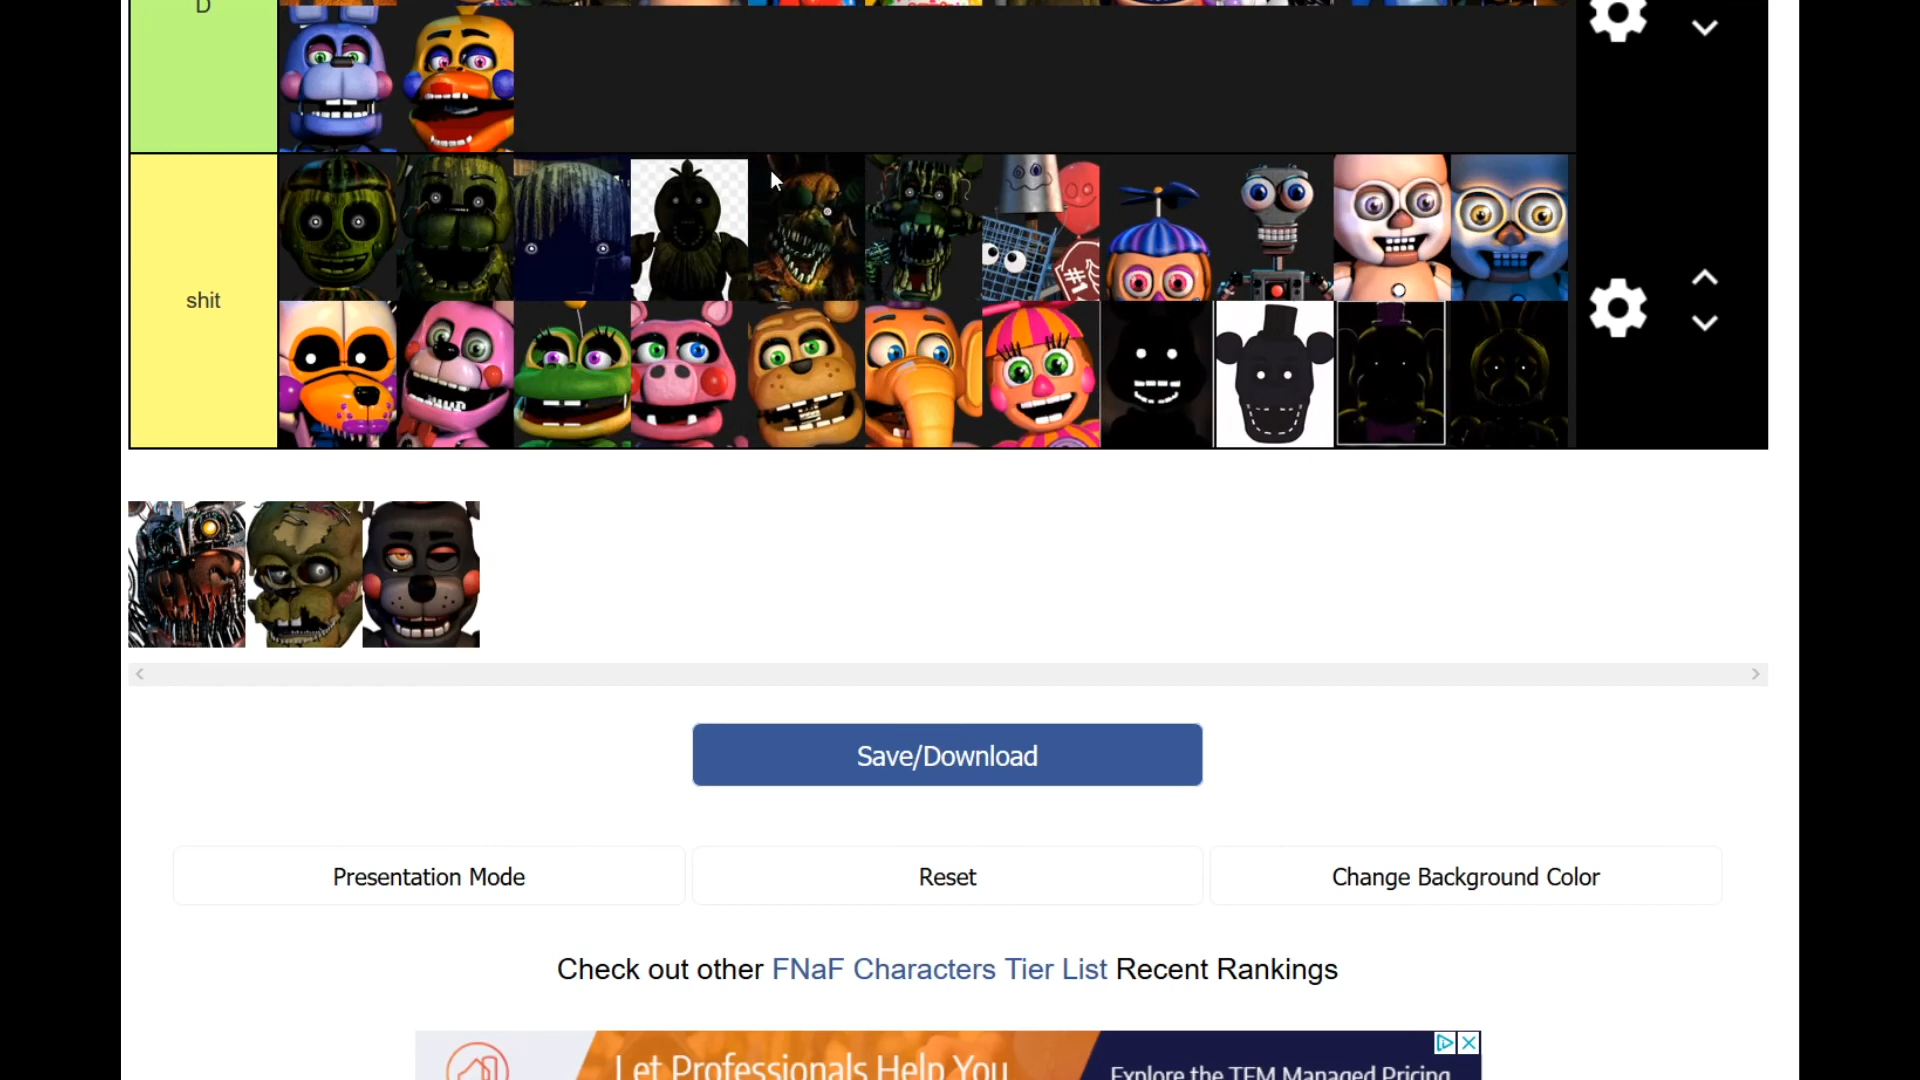 D
shit
#1
Save/Download
Presentation Mode
Reset
Change Background Color
Check out other FNaF Characters Tier List Recent Rankings
Let Professionals Help You
Explore the TEM Managed Pricing